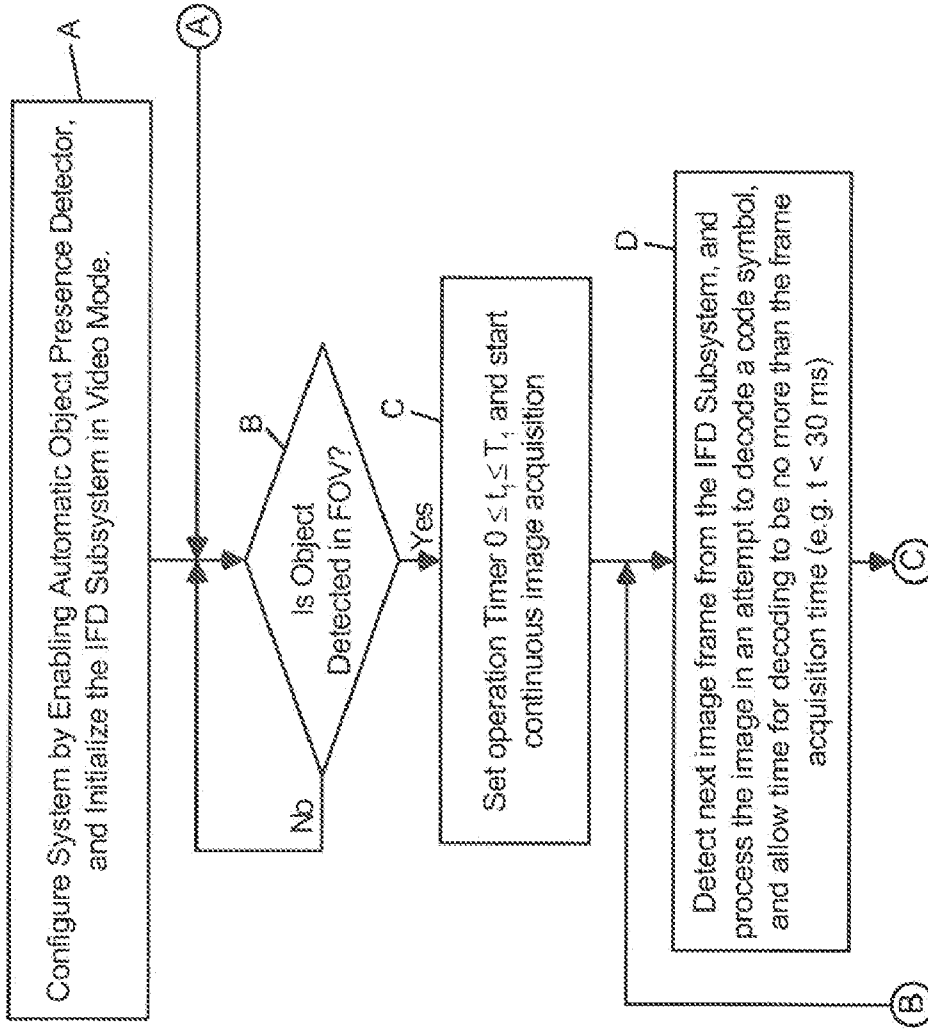 A
Configure System by Enabling Automatic Object Presence Detector,
and Initialize the IFD Subsystem in Video Mode.
A
B
Is Object
Detected in FOV?
No
Yes
C
Set operation Timer 0 ≤ t₁ ≤ T₁ and start
continuous image acquisition
D
Detect next image frame from the IFD Subsystem, and
process the image in an attempt to decode a code symbol,
and allow time for decoding to be no more than the frame
acquisition time (e.g. t < 30 ms)
B
C